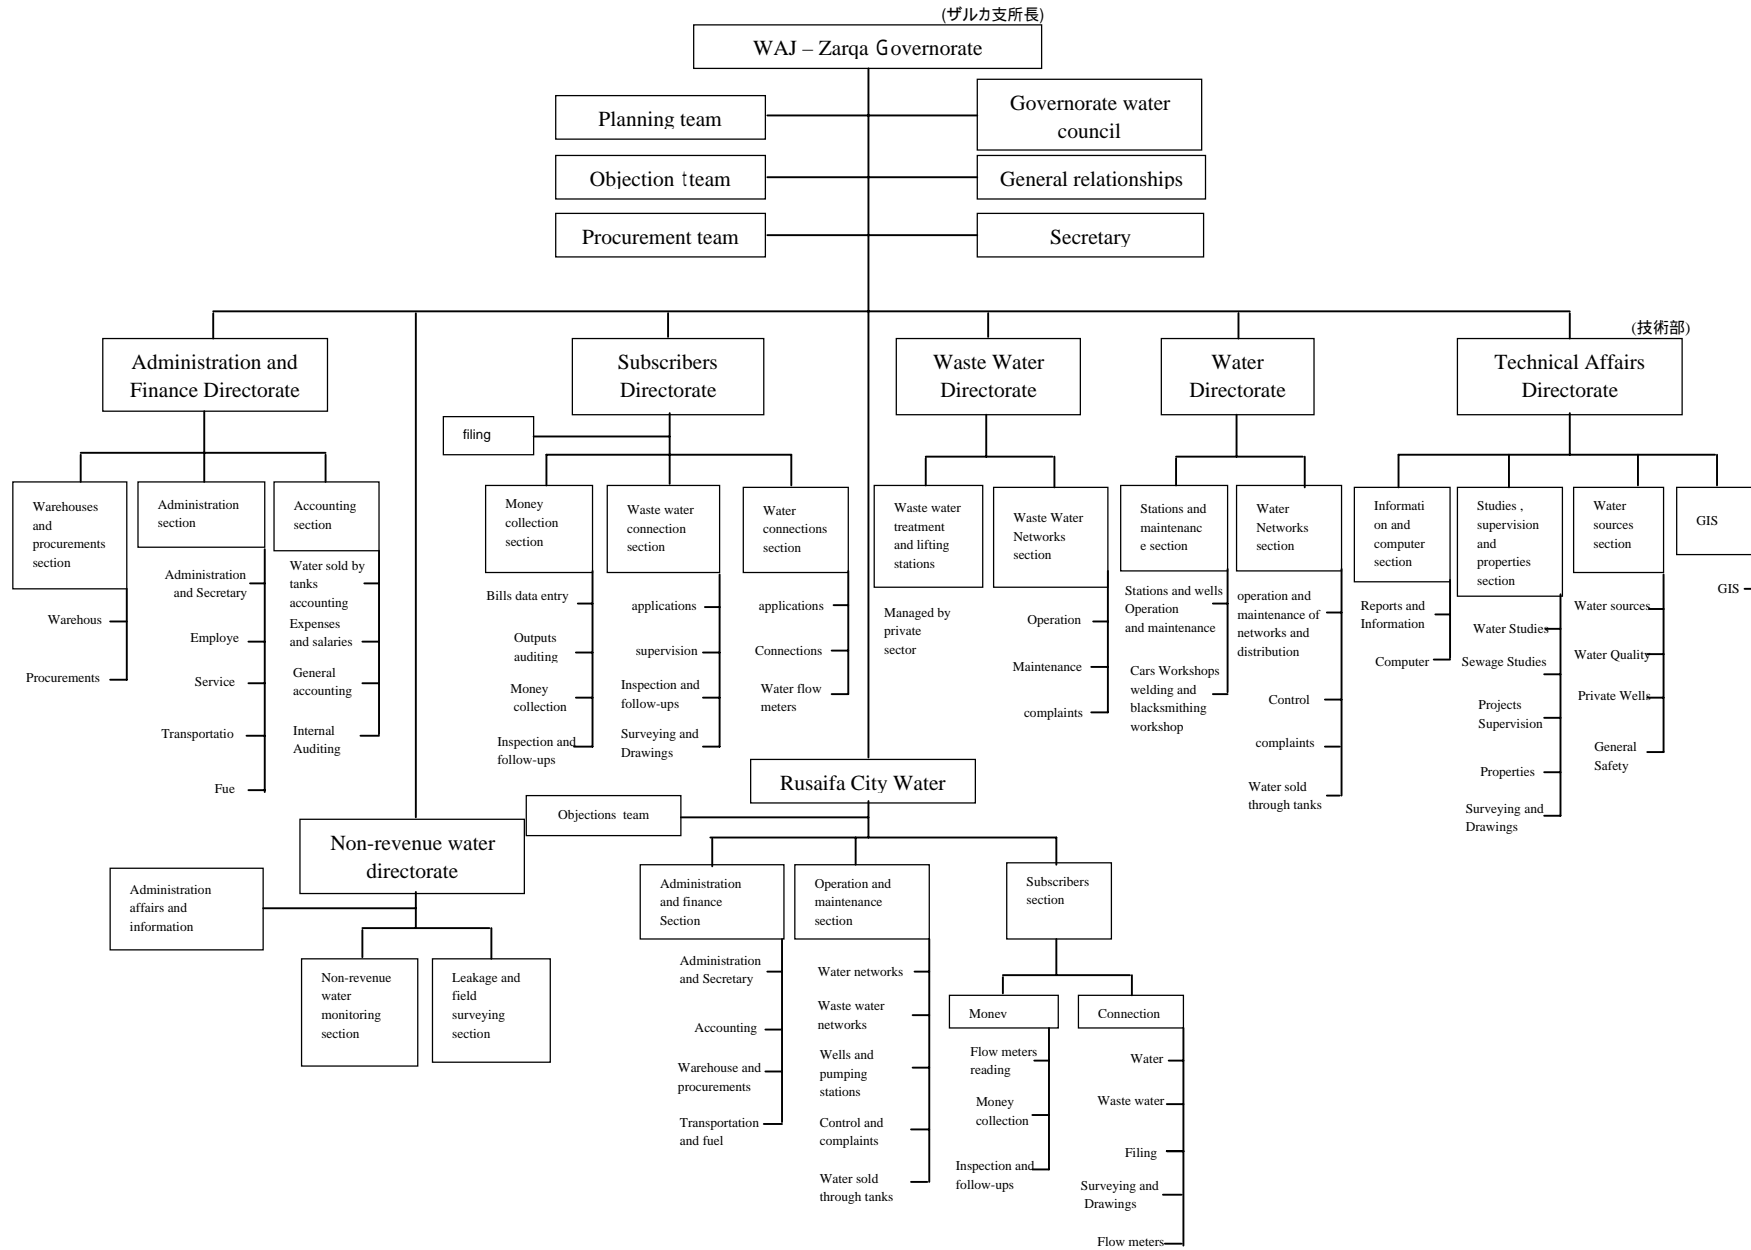 (ザルカ支所長)
WAJ – Zarqa Governorate
Planning team
Governorate water
council
Objection tteam
General relationships
Procurement team
Secretary
(技術部)
Administration and
Finance Directorate
Subscribers
Directorate
Waste Water
Directorate
Water
Directorate
Technical Affairs
Directorate
filing
Warehouses
and
procurements
section
Warehous
Procurements
Administration
section
Administration
and Secretary
Employe
Service
Transportatio
Fue
Accounting
section
Water sold by
tanks
accounting
Expenses
and salaries
General
accounting
Internal
Auditing
Money
collection
section
Bills data entry
Outputs
auditing
Money
collection
Inspection and
follow-ups
Waste water
connection
section
applications
supervision
Inspection and
follow-ups
Surveying and
Drawings
Water
connections
section
applications
Connections
Water flow
meters
Waste water
treatment
and lifting
stations
Managed by
private
sector
Waste Water
Networks
section
Operation
Maintenance
complaints
Stations and
maintenanc
e section
Stations and wells
Operation
and maintenance
Cars Workshops
welding and
blacksmithing
workshop
Water
Networks
section
operation and
maintenance of
networks and
distribution
Control
complaints
Water sold
through tanks
Informati
on and
computer
section
Reports and
Information
Computer
Studies ,
supervision
and
properties
section
Water Studies
Sewage Studies
Projects
Supervision
Properties
Surveying and
Drawings
Water
sources
section
Water sources
Water Quality
Private Wells
General
Safety
GIS
GIS
Non-revenue water
directorate
Administration
affairs and
information
Non-revenue
water
monitoring
section
Leakage and
field
surveying
section
Rusaifa City Water
Objections team
Administration
and finance
Section
Administration
and Secretary
Accounting
Warehouse and
procurements
Transportation
and fuel
Operation and
maintenance
section
Water networks
Waste water
networks
Wells and
pumping
stations
Control and
complaints
Water sold
through tanks
Subscribers
section
Money
Flow meters
reading
Money
collection
Inspection and
follow-ups
Connection
Water
Waste water
Filing
Surveying and
Drawings
Flow meters